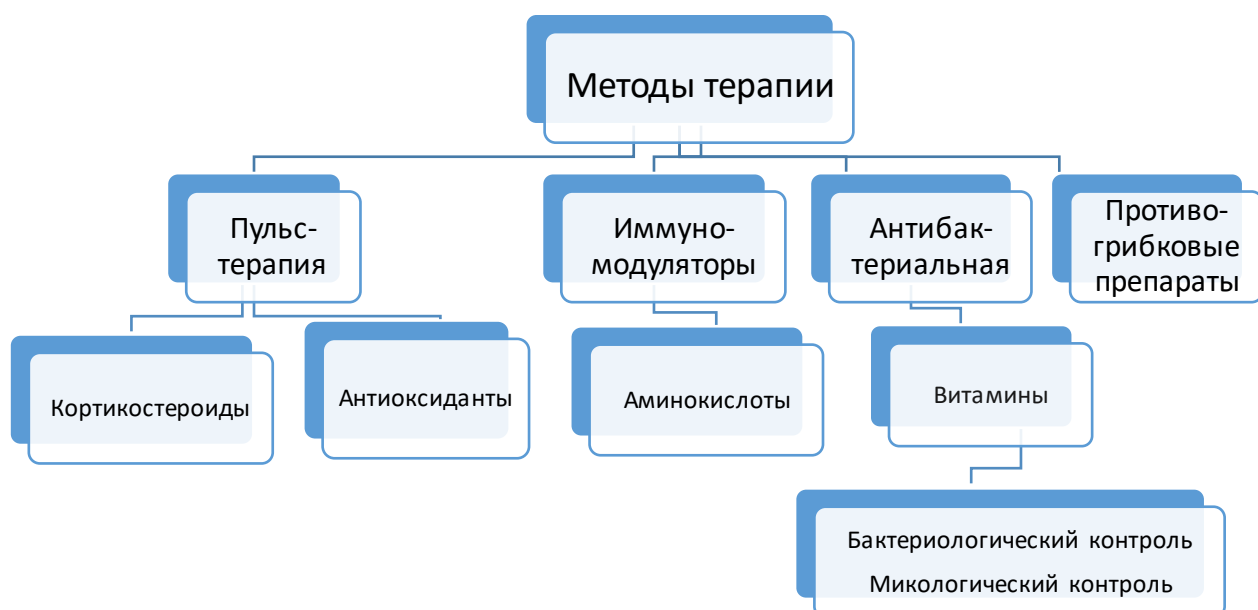 Методы терапии
Пульс-
терапия
Иммуно-
модуляторы
Антибак-
териальная
Противо-
грибковые
препараты
Кортикостероиды
Антиоксиданты
Аминокислоты
Витамины
Бактериологический контроль
Микологический контроль